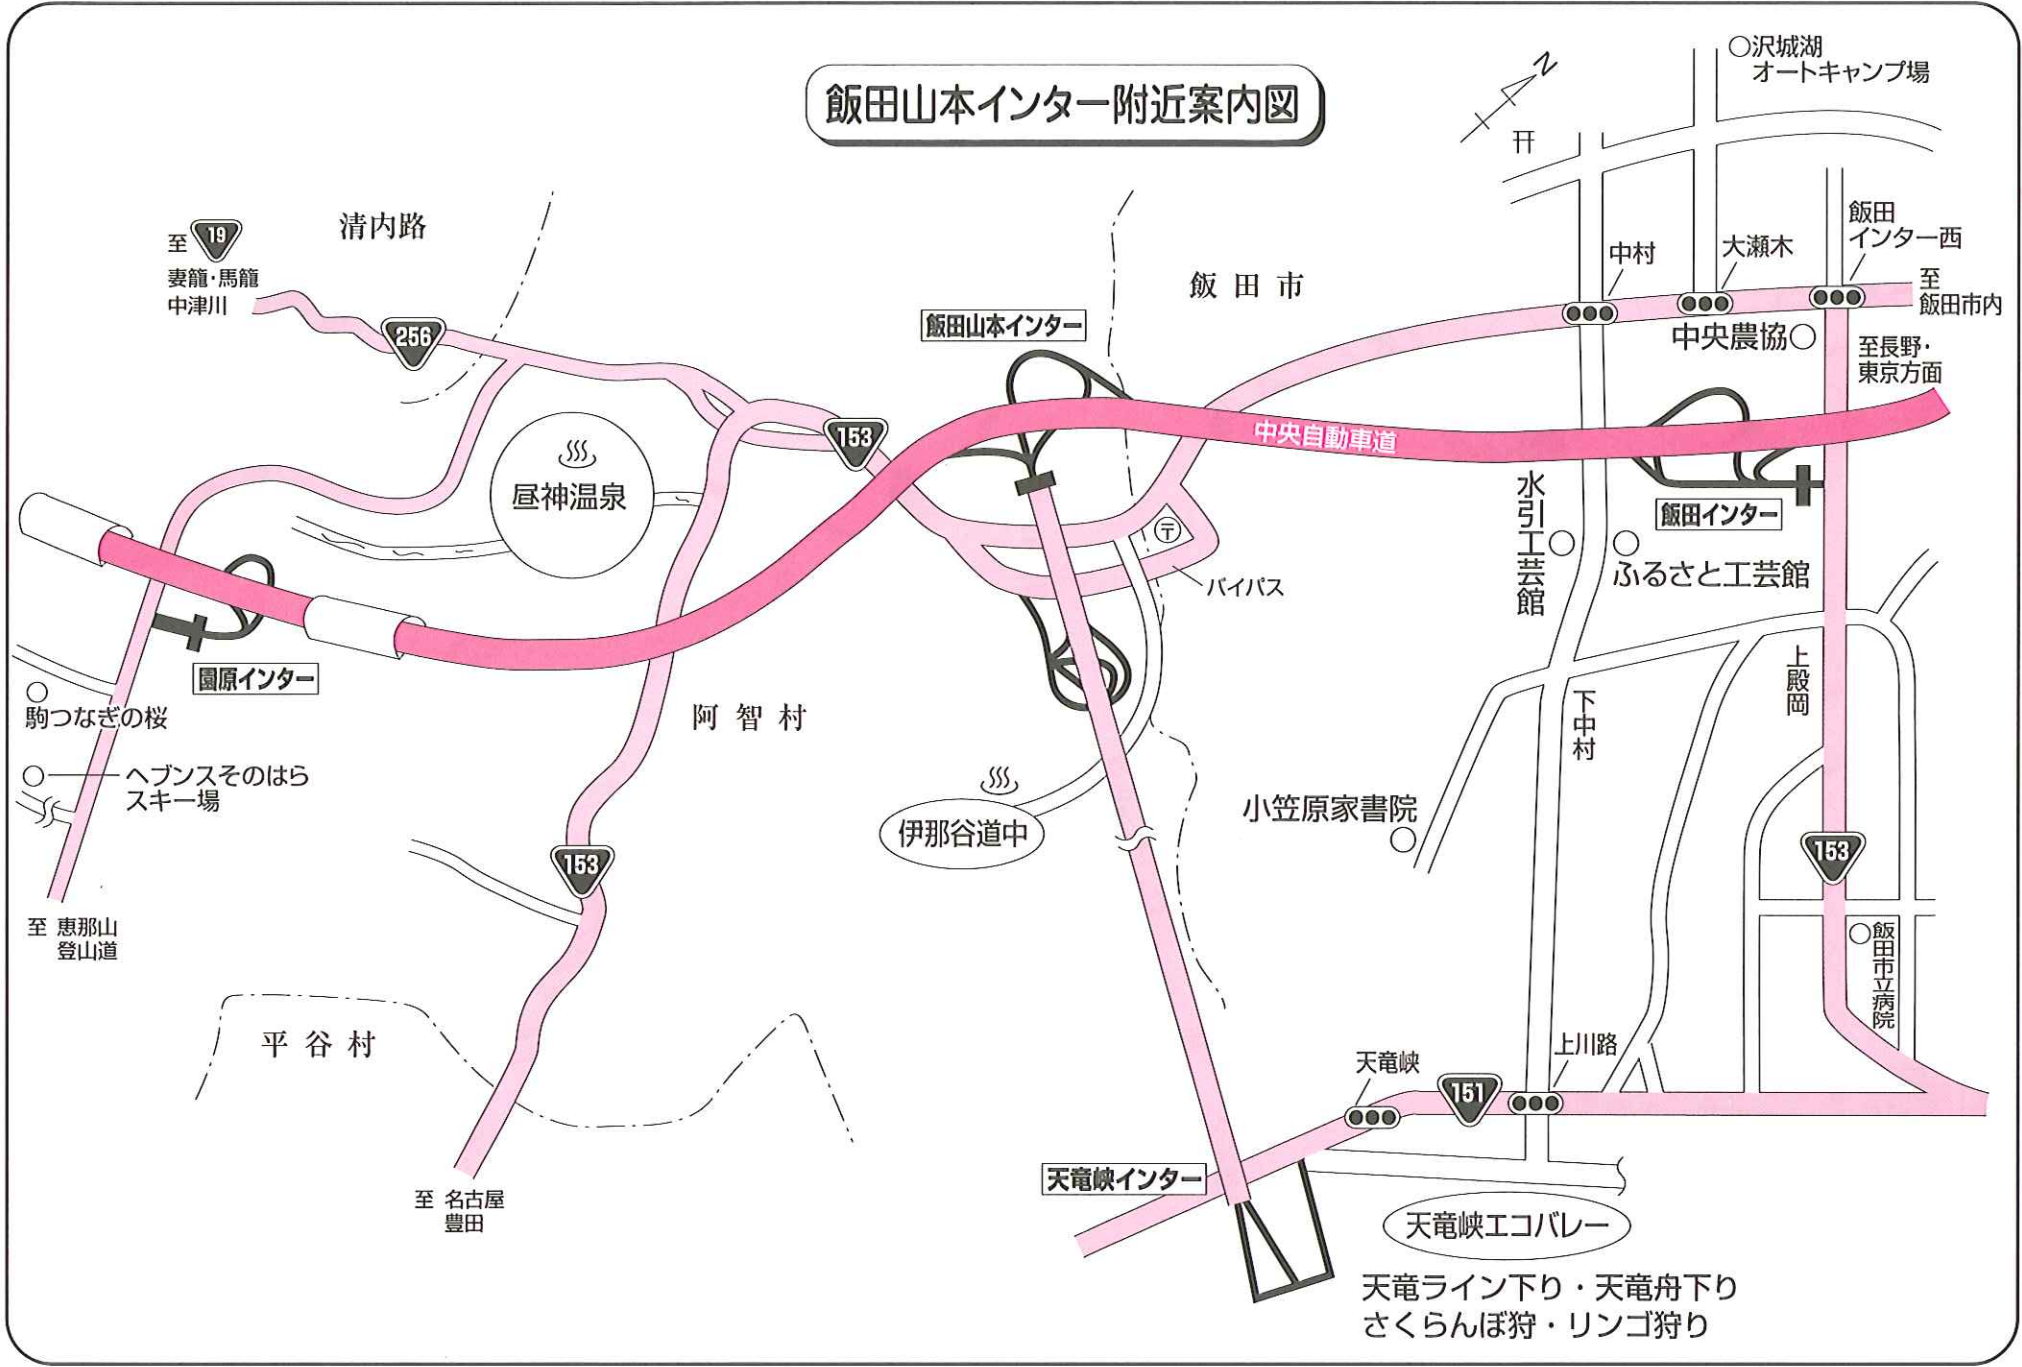 飯田山本インター附近案内図
N
沢城湖
オートキャンプ場
至
19
妻籠・馬籠
中津川
清内路
256
飯田市
飯田山本インター
中村
大瀬木
飯田
インター西
至
飯田市内
中央農協
至長野・
東京方面
153
中央自動車道
昼神温泉
〒
バイパス
水引工芸館
ふるさと工芸館
飯田インター
園原インター
駒つなぎの桜
ヘブンスそのはら
スキー場
至 恵那山
登山道
阿智村
伊那谷道中
小笠原家書院
下中村
上殿岡
153
153
飯田市立病院
平谷村
至 名古屋
豊田
天竜峡
151
上川路
天竜峡インター
天竜峡エコバレー
天竜ライン下り・天竜舟下り
さくらんぼ狩・リンゴ狩り